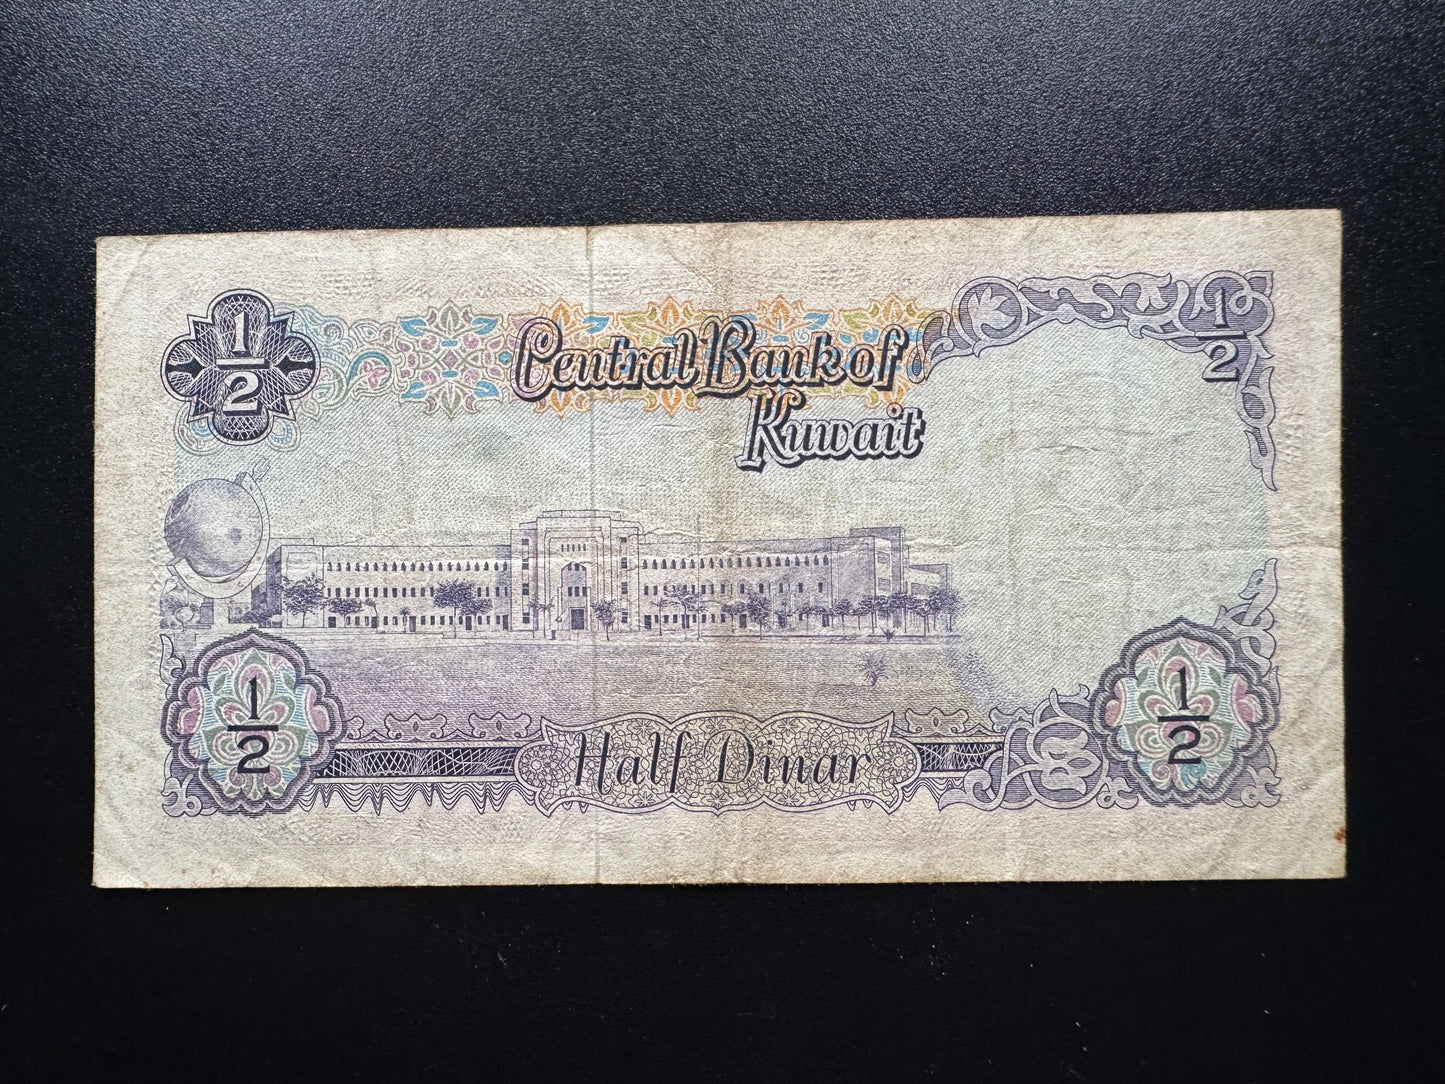 1/2
Central Bank of
Kuwait
1/2
1/2
Half Dinar
1/2